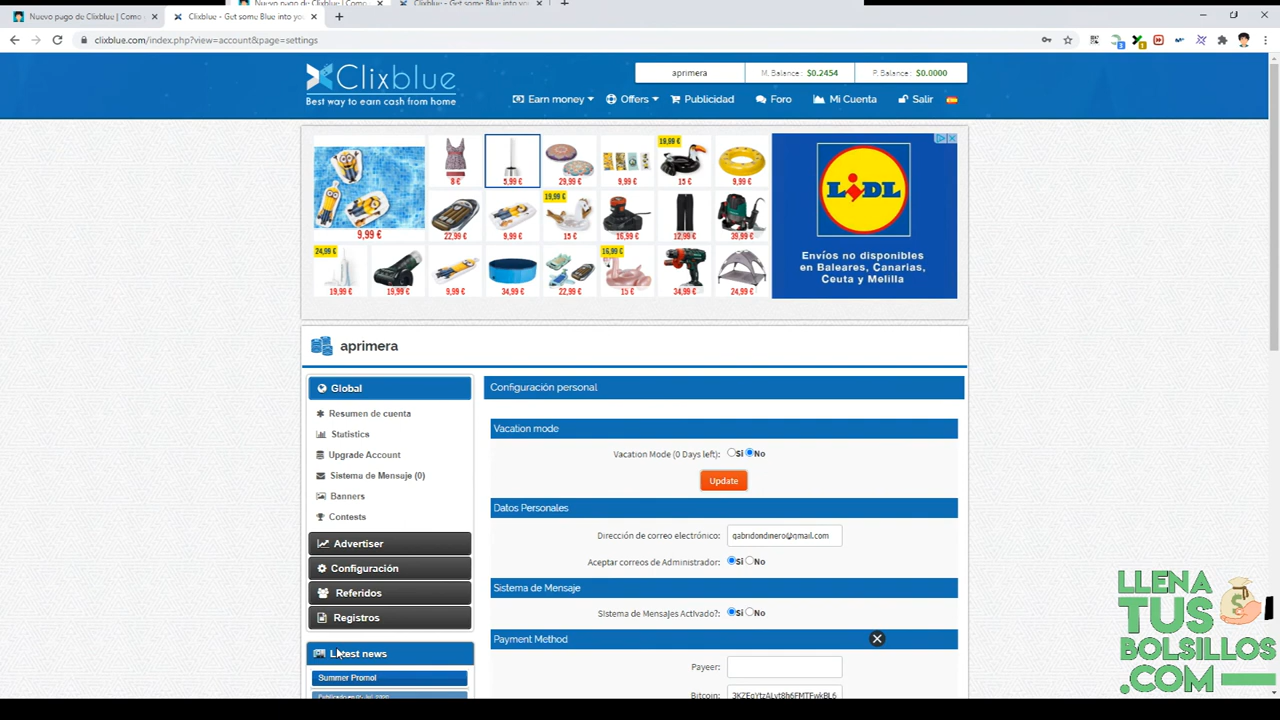 Nuevo pago de Clixblue | Como
Clixblue - Get some Blue into you
clixblue.com/index.php?view=account&page=settings
Clixblue
Best way to earn cash from home
aprimera
M. Balance : $0.2454
P. Balance : $0.0000
Earn money
Offers
Publicidad
Foro
Mi Cuenta
Salir
9,99 €
8 €
5,99 €
29,99 €
9,99 €
19,99 €
15 €
9,99 €
22,99 €
9,99 €
19,99 €
15 €
16,99 €
12,99 €
39,99 €
24,99 €
19,99 €
19,99 €
9,99 €
34,99 €
22,99 €
16,99 €
15 €
34,99 €
24,99 €
LIDL
Envíos no disponibles
en Baleares, Canarias,
Ceuta y Melilla
aprimera
Global
Resumen de cuenta
Statistics
Upgrade Account
Sistema de Mensaje (0)
Banners
Contests
Advertiser
Configuración
Referidos
Registros
Latest news
Summer Promo!
Configuración personal
Vacation mode
Vacation Mode (0 Days left): Si No
Update
Datos Personales
Dirección de correo electrónico: gabridondinero@gmail.com
Aceptar correos de Administrador: Si No
Sistema de Mensaje
Sistema de Mensajes Activado?: Si No
Payment Method
Payeer:
Bitcoin:
LLENA
TUS
BOLSILLOS
.COM